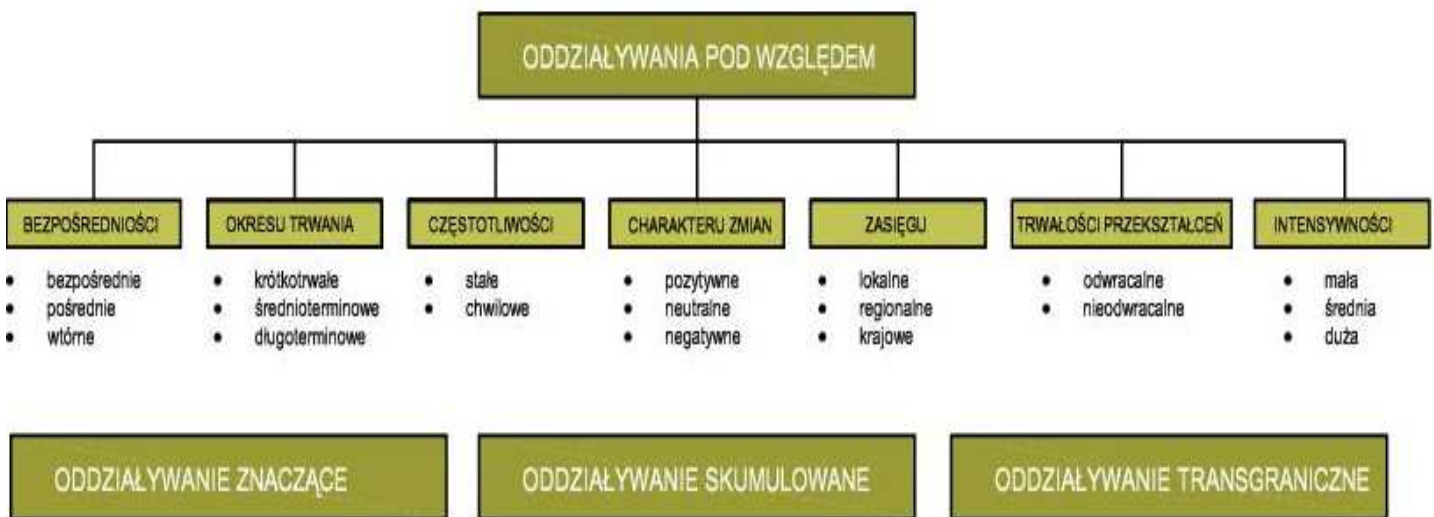 ODDZIAŁYWANIA POD WZGLĘDEM
BEZPOŚREDNIOŚCI
• bezpośrednie
• pośrednie
• wtórne
OKRESU TRWANIA
• krótkotrwałe
• średnioterminowe
• długoterminowe
CZĘSTOTLIWOŚCI
• stałe
• chwilowe
CHARAKTERU ZMIAN
• pozytywne
• neutralne
• negatywne
ZASIĘGU
• lokalne
• regionalne
• krajowe
TRWAŁOŚCI PRZEKSZTAŁCEŃ
• odwracalne
• nieodwracalne
INTENSYWNOŚCI
• mała
• średnia
• duża
ODDZIAŁYWANIE ZNACZĄCE
ODDZIAŁYWANIE SKUMULOWANE
ODDZIAŁYWANIE TRANSGRANICZNE